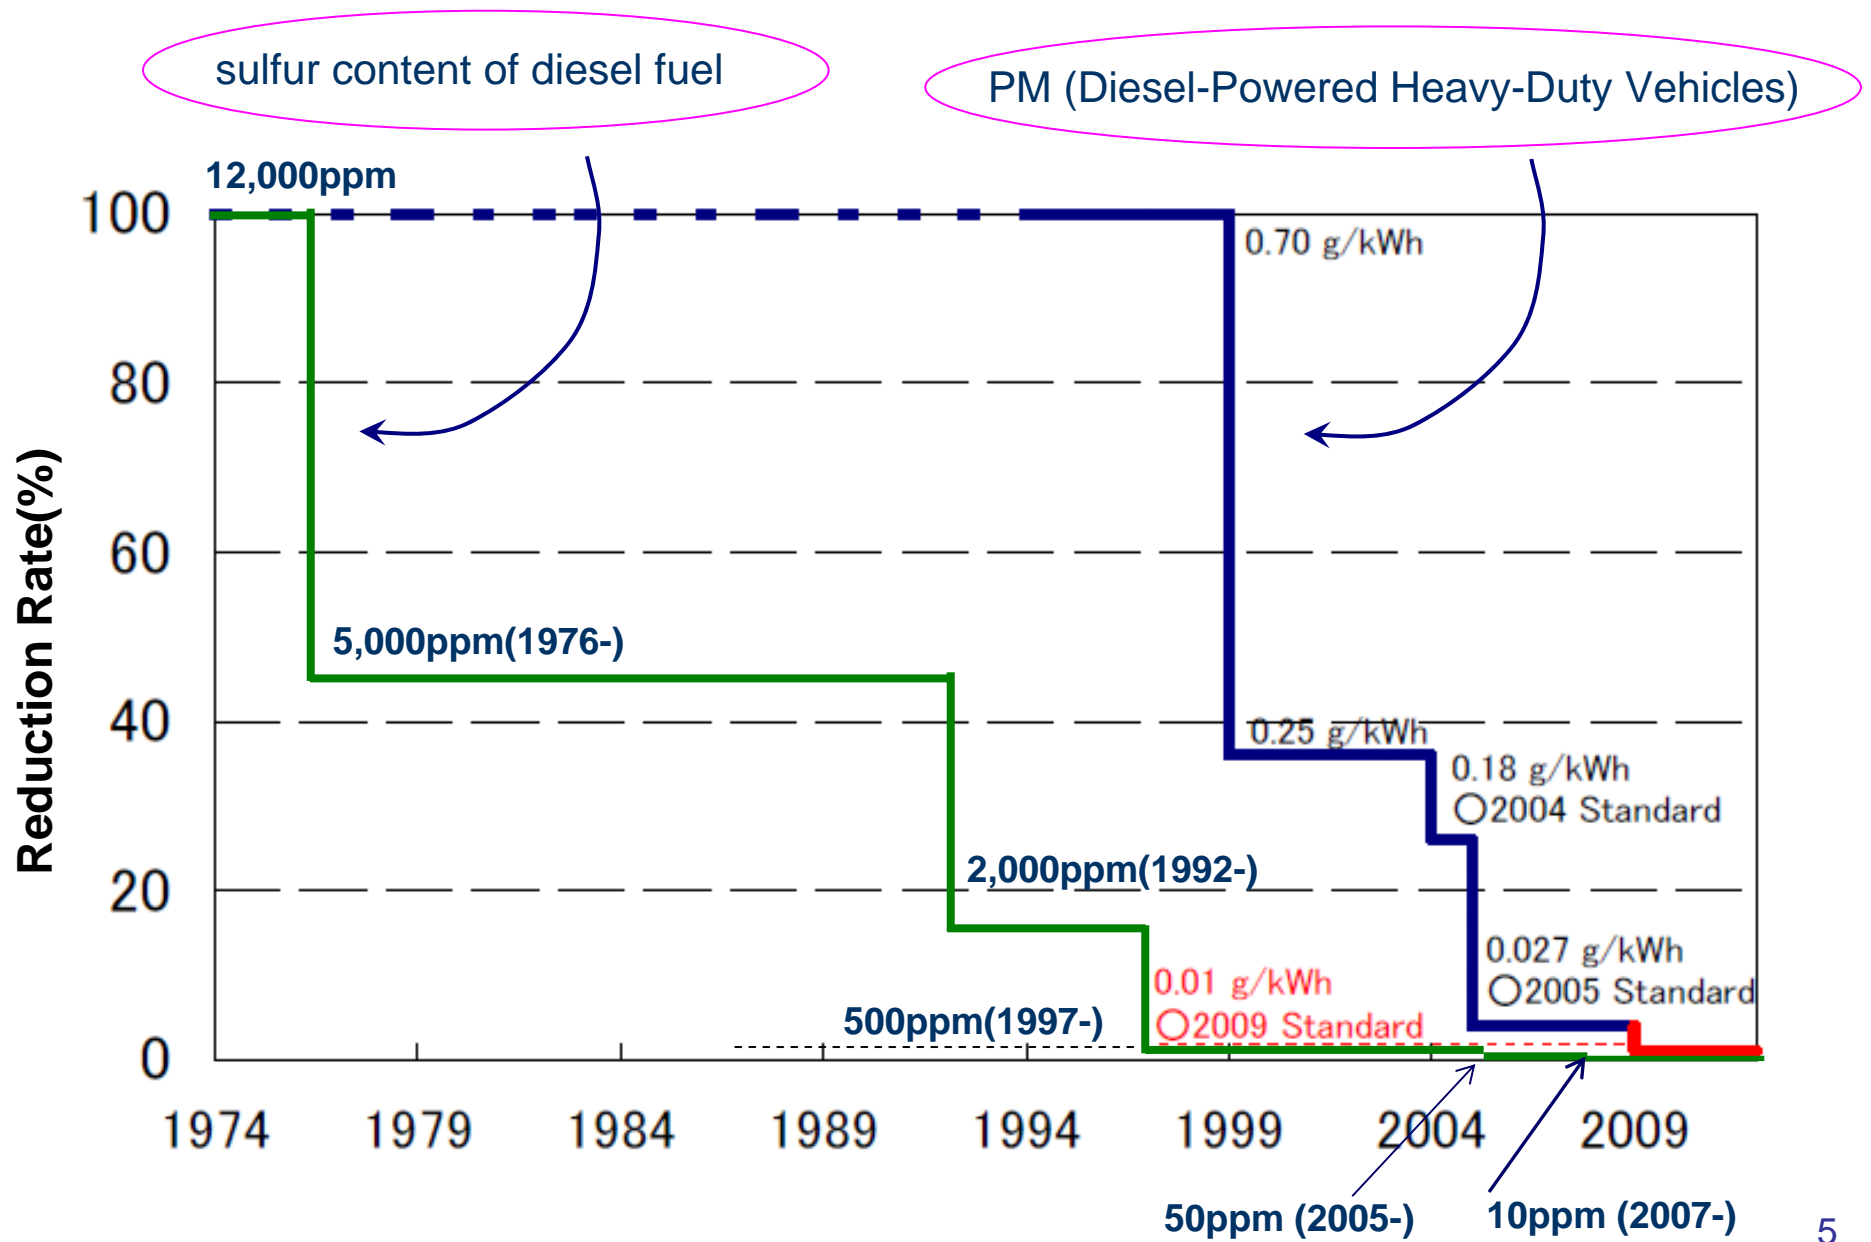 sulfur content of diesel fuel
PM (Diesel-Powered Heavy-Duty Vehicles)
12,000ppm
100
0.70 g/kWh
80
Reduction Rate(%)
60
5,000ppm(1976-)
40
0.25 g/kWh
0.18 g/kWh
○2004 Standard
2,000ppm(1992-)
20
0.027 g/kWh
○2005 Standard
0.01 g/kWh
○2009 Standard
500ppm(1997-)
0
1974 1979 1984 1989 1994 1999 2004 2009
50ppm (2005-)
10ppm (2007-)
5